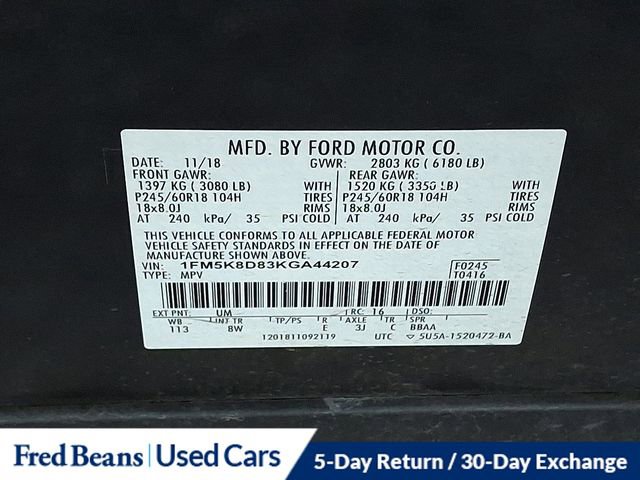 MFD. BY FORD MOTOR CO.
DATE: 11/18 GVWR: 2803 KG ( 6180 LB)
FRONT GAWR: REAR GAWR:
1397 KG ( 3080 LB) WITH 1520 KG ( 3350 LB) WITH
P245/60R18 104H TIRES P245/60R18 104H TIRES
18x8.0J RIMS 18x8.0J RIMS
AT 240 kPa/ 35 PSI COLD AT 240 kPa/ 35 PSI COLD
THIS VEHICLE CONFORMS TO ALL APPLICABLE FEDERAL MOTOR
VEHICLE SAFETY STANDARDS IN EFFECT ON THE DATE OF
MANUFACTURE SHOWN ABOVE.
VIN: 1FM5K8D83KGA44207 F0245
TYPE: MPV T0416
EXT PNT: UM RC: 16 DSO:
WB INT TR TP/PS R AXLE TR SPR
113 8W E 3J C BBAA
1201811092119 UTC ▽ 5U5A-1520472-BA
Fred Beans | Used Cars 5-Day Return / 30-Day Exchange